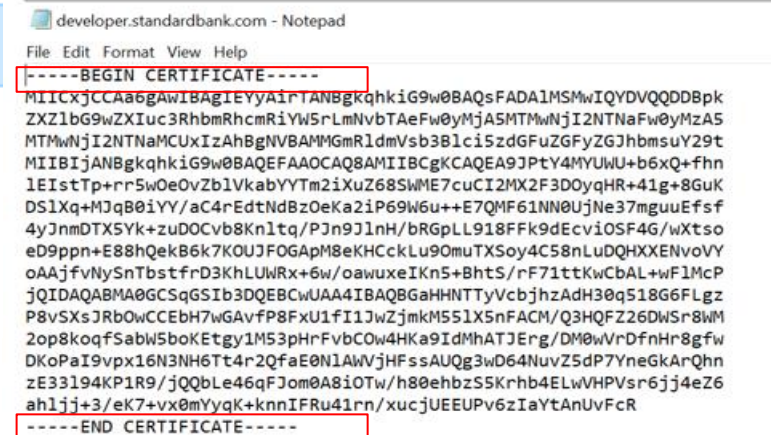 developer.standardbank.com - Notepad
File Edit Format View Help
-----BEGIN CERTIFICATE-----
MIICxjCCAa6gAwIBAgIEYyAirTANBgkqhkiG9w0BAQsFADAlMSMwIQYDVQQDDBpk
ZXZlbG9wZXIuc3RhbmRhcmRiYW5rLmNvbTAeFw0yMjA5MTMwNjI2NTNaFw0yMzA5
MTMwNjI2NTNaMCUxIzAhBgNVBAMMGmRldmVsb3Blci5zdGFuZGFyZGJhbmsuY29t
MIIBIjANBgkqhkiG9w0BAQEFAAOCAQ8AMIIBCgKCAQEA9JPtY4MYUWU+b6xQ+fhn
lEIstTp+rr5wOeOvZblVkabYYTm2iXuZ68SWME7cuCI2MX2F3DOyqHR+41g+8GuK
DSlXq+MJqB0iYY/aC4rEdtNdBzOeKa2iP69W6u++E7QMF61NN0UjNe37mguuEfsf
4yJnmDTX5Yk+zuDOCvb8Knltq/PJn9JlnH/bRGpLL918FFk9dEcviOSF4G/wXtso
eD9ppn+E88hQekB6k7KOUJFOGApM8eKHCckLu9OmuTXSoy4C58nLuDQHXXENvoVY
oAAjfvNySnTbstfrD3KhLUWRx+6w/oawuxeIKn5+BhtS/rF71ttKwCbAL+wFlMcP
jQIDAQABMA0GCSqGSIb3DQEBCwUAA4IBAQBGaHHNTTyVcbjhzAdH30q518G6FLgz
P8vSXsJRbOwCCEbH7wGAvfP8FxU1fI1JwZjmkM55lX5nFACM/Q3HQFZ26DWSr8WM
2op8koqfSabW5boKEtgy1M53pHrFvbCOw4HKa9IdMhATJErg/DM0wVrDfnHr8gfw
DKoPaI9vpx16N3NH6Tt4r2QfaE0NlAWVjHFssAUQg3wD64NuvZ5dP7YneGkArQhn
zE33l94KP1R9/jQQbLe46qFJom0A8iOTw/h80ehbzS5Krhb4ELwVHPVsr6jj4eZ6
ahljj+3/eK7+vx0mYyqK+knnIFRu41rn/xucjUEEUPv6zIaYtAnUvFcR
-----END CERTIFICATE-----